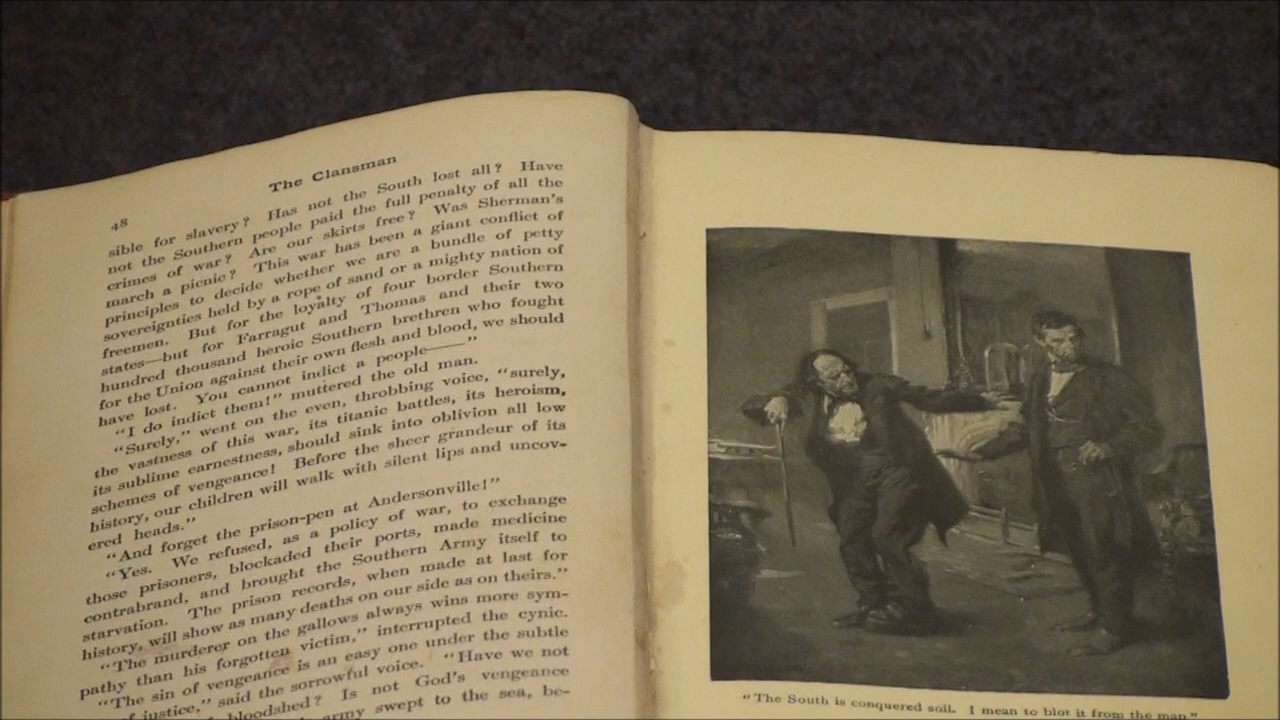 The Clansman
48
sible for slavery? Has not the South lost all? Have
not the Southern people paid the full penalty of all the
crimes of war? Are our skirts free? Was Sherman's
march a picnic? This war has been a giant conflict of
principles to decide whether we are a bundle of petty
sovereignties held by a rope of sand or a mighty nation of
freemen. But for the loyalty of four border Southern
states—but for Farragut and Thomas and their two
hundred thousand heroic Southern brethren who fought
for the Union against their own flesh and blood, we should
have lost. You cannot indict a people——"
"I do indict them!" muttered the old man.
"Surely," went on the even, throbbing voice, "surely,
the vastness of this war, its titanic battles, its heroism,
its sublime earnestness, should sink into oblivion all low
schemes of vengeance! Before the sheer grandeur of its
history, our children will walk with silent lips and uncov-
ered heads."
"And forget the prison-pen at Andersonville!"
"Yes. We refused, as a policy of war, to exchange
those prisoners, blockaded their ports, made medicine
contrabrand, and brought the Southern Army itself to
starvation. The prison records, when made at last for
history, will show as many deaths on our side as on theirs."
"The murderer on the gallows always wins more sym-
pathy than his forgotten victim," interrupted the cynic.
"The sin of vengeance is an easy one under the subtle
of justice," said the sorrowful voice. "Have we not
bloodshed? Is not God's vengeance
army swept to the sea, be-
"The South is conquered soil. I mean to blot it from the map."